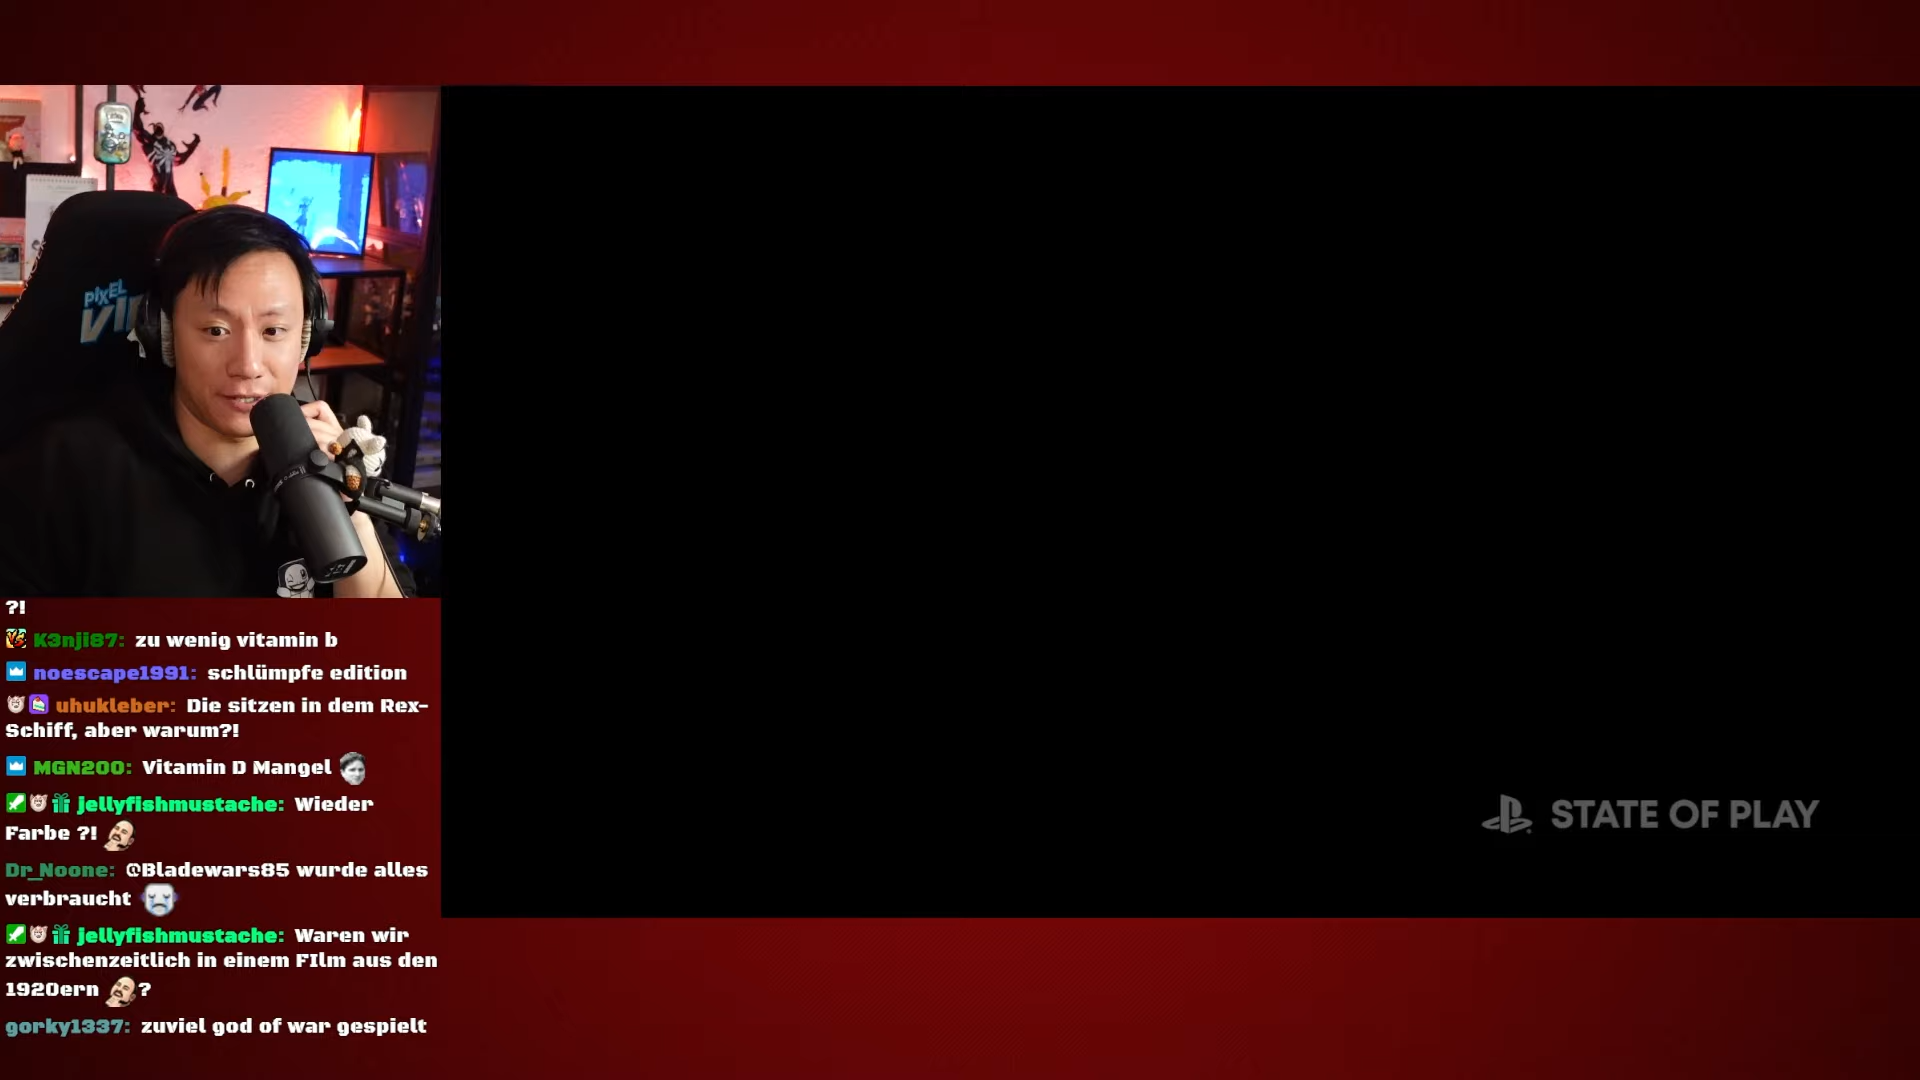 PIXEL
?!
K3nji87: zu wenig vitamin b
noescape1991: schlümpfe edition
uhukleber: Die sitzen in dem Rex-
Schiff, aber warum?!
MGN200: Vitamin D Mangel
jellyfishmustache: Wieder
Farbe ?!
Dr_Noone: @Bladewars85 wurde alles
verbraucht
jellyfishmustache: Waren wir
zwischenzeitlich in einem FIlm aus den
1920ern ?
gorky1337: zuviel god of war gespielt
STATE OF PLAY